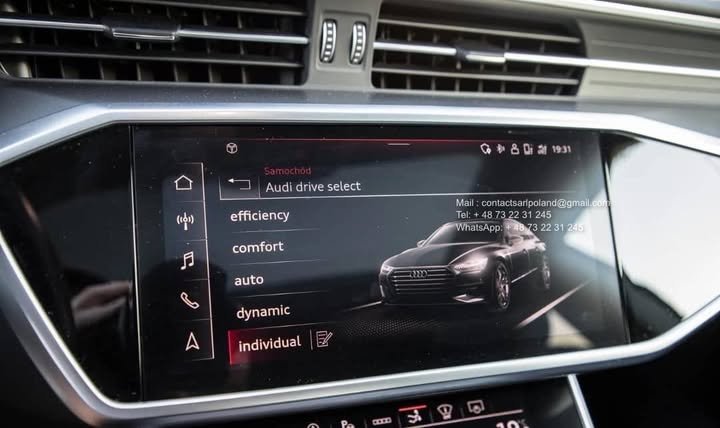 19:31
Samochód
Audi drive select
efficiency
Mail : contactsarlpoland@gmail.com
Tel: + 48 73 22 31 245
WhatsApp: + 48 73 22 31 245
comfort
auto
dynamic
individual